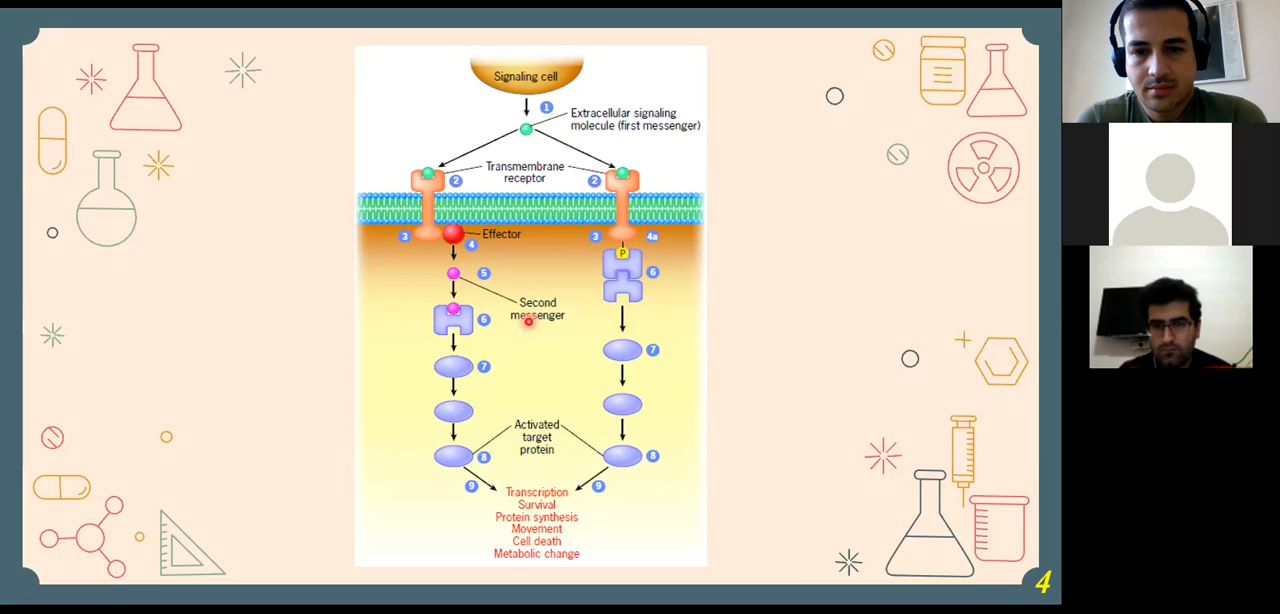 Signaling cell
1
Extracellular signaling
molecule (first messenger)
Transmembrane
receptor
2
2
3
Effector
4
3
4a
P
5
6
Second
messenger
6
7
7
Activated
target
protein
8
8
9
9
Transcription
Survival
Protein synthesis
Movement
Cell death
Metabolic change
4